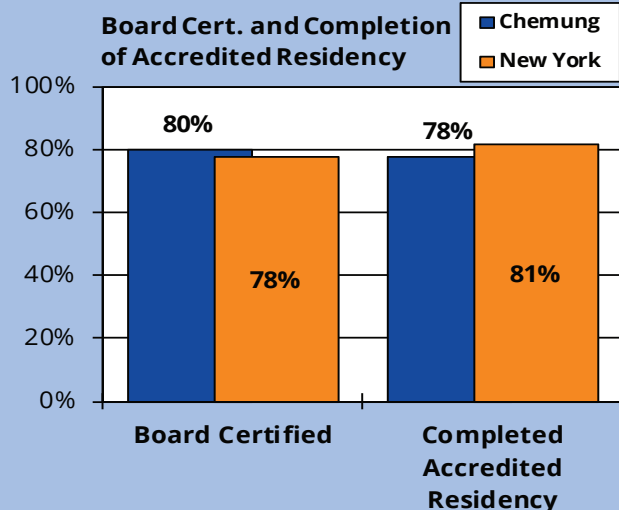 Board Cert. and Completion
of Accredited Residency
Chemung
New York
100%
80%
60%
40%
20%
0%
80%
78%
78%
81%
Board Certified
Completed
Accredited
Residency